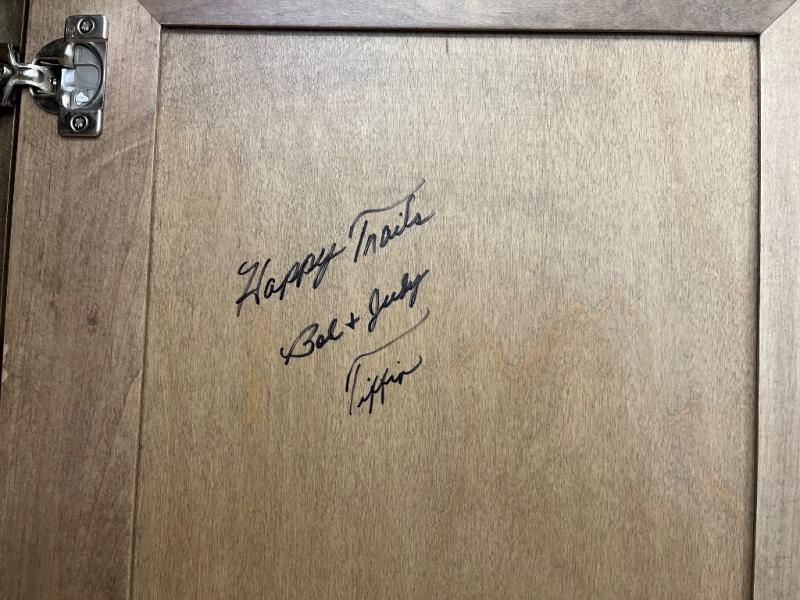 Happy Trails
Bob + Judy
Tiffin